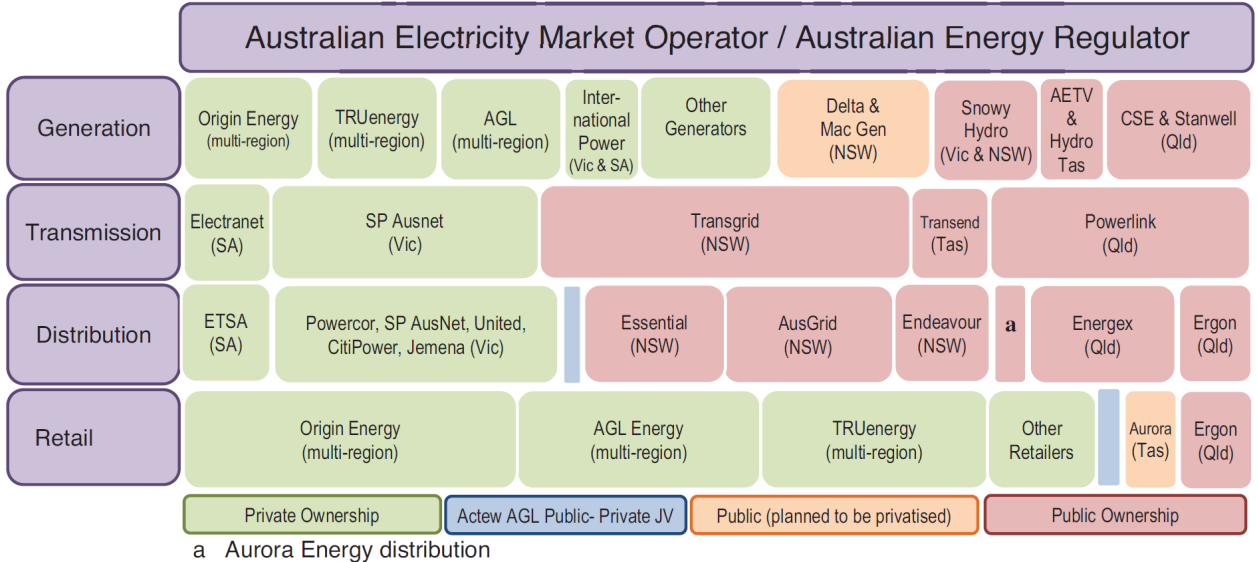 Australian Electricity Market Operator / Australian Energy Regulator
Generation
Origin Energy
(multi-region)
TRUenergy
(multi-region)
AGL
(multi-region)
Inter-
national
Power
(Vic & SA)
Other
Generators
Delta &
Mac Gen
(NSW)
Snowy
Hydro
(Vic & NSW)
AETV
&
Hydro
Tas
CSE & Stanwell
(Qld)
Transmission
Electranet
(SA)
SP Ausnet
(Vic)
Transgrid
(NSW)
Transend
(Tas)
Powerlink
(Qld)
Distribution
ETSA
(SA)
Powercor, SP AusNet, United,
CitiPower, Jemena (Vic)
Essential
(NSW)
AusGrid
(NSW)
Endeavour
(NSW)
a
Energex
(Qld)
Ergon
(Qld)
Retail
Origin Energy
(multi-region)
AGL Energy
(multi-region)
TRUenergy
(multi-region)
Other
Retailers
Aurora
(Tas)
Ergon
(Qld)
Private Ownership
Actew AGL Public- Private JV
Public (planned to be privatised)
Public Ownership
a Aurora Energy distribution